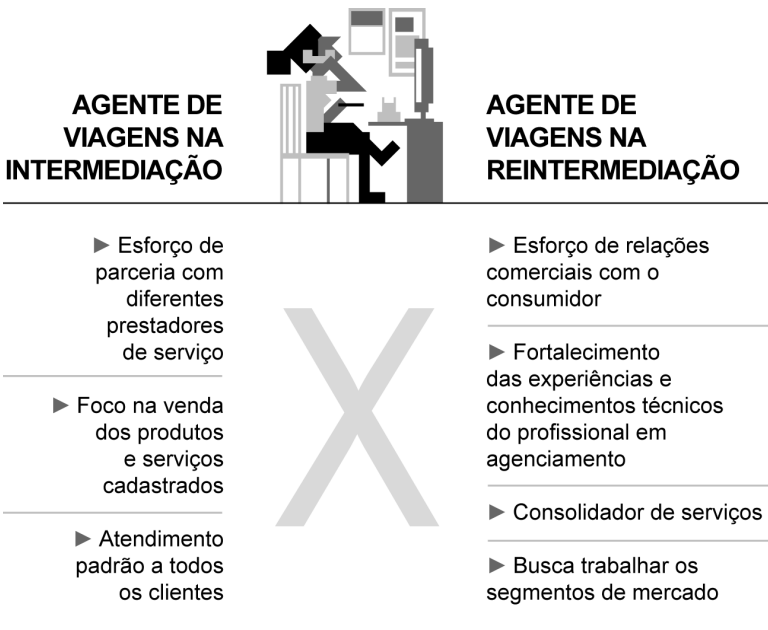 AGENTE DE
VIAGENS NA
INTERMEDIAÇÃO
► Esforço de
parceria com
diferentes
prestadores
de serviço
► Foco na venda
dos produtos
e serviços
cadastrados
► Atendimento
padrão a todos
os clientes
X
AGENTE DE
VIAGENS NA
REINTERMEDIAÇÃO
► Esforço de relações
comerciais com o
consumidor
► Fortalecimento
das experiências e
conhecimentos técnicos
do profissional em
agenciamento
► Consolidador de serviços
► Busca trabalhar os
segmentos de mercado